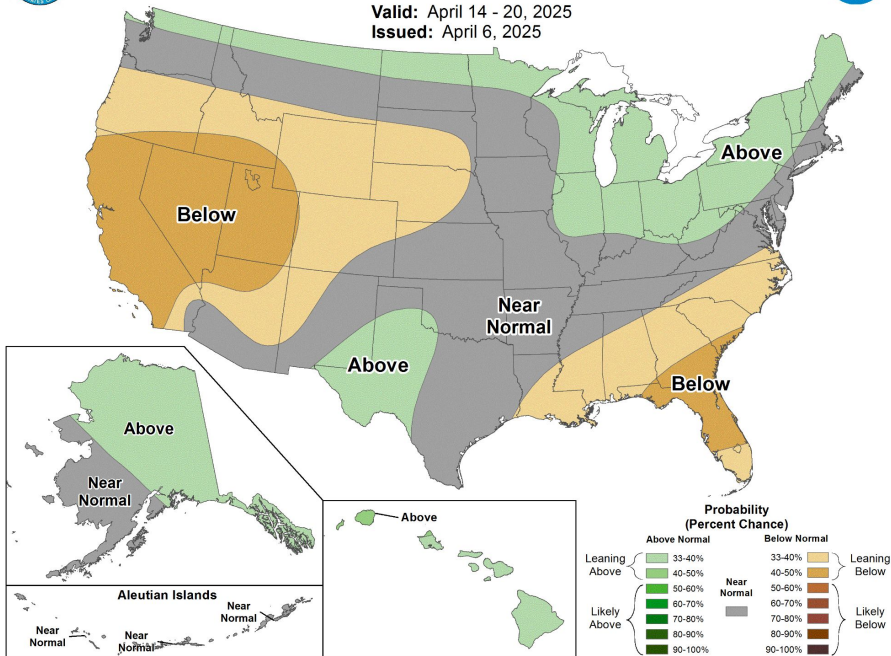 Valid: April 14 - 20, 2025
Issued: April 6, 2025
Above
Below
Near
Normal
Above
Below
Above
Near
Normal
Above
Aleutian Islands
Near
Normal
Near
Normal
Near
Normal
Probability
(Percent Chance)
Above Normal
Below Normal
Leaning
Above
33-40%
40-50%
50-60%
60-70%
70-80%
80-90%
90-100%
Likely
Above
Near
Normal
33-40%
40-50%
50-60%
60-70%
70-80%
80-90%
90-100%
Leaning
Below
Likely
Below